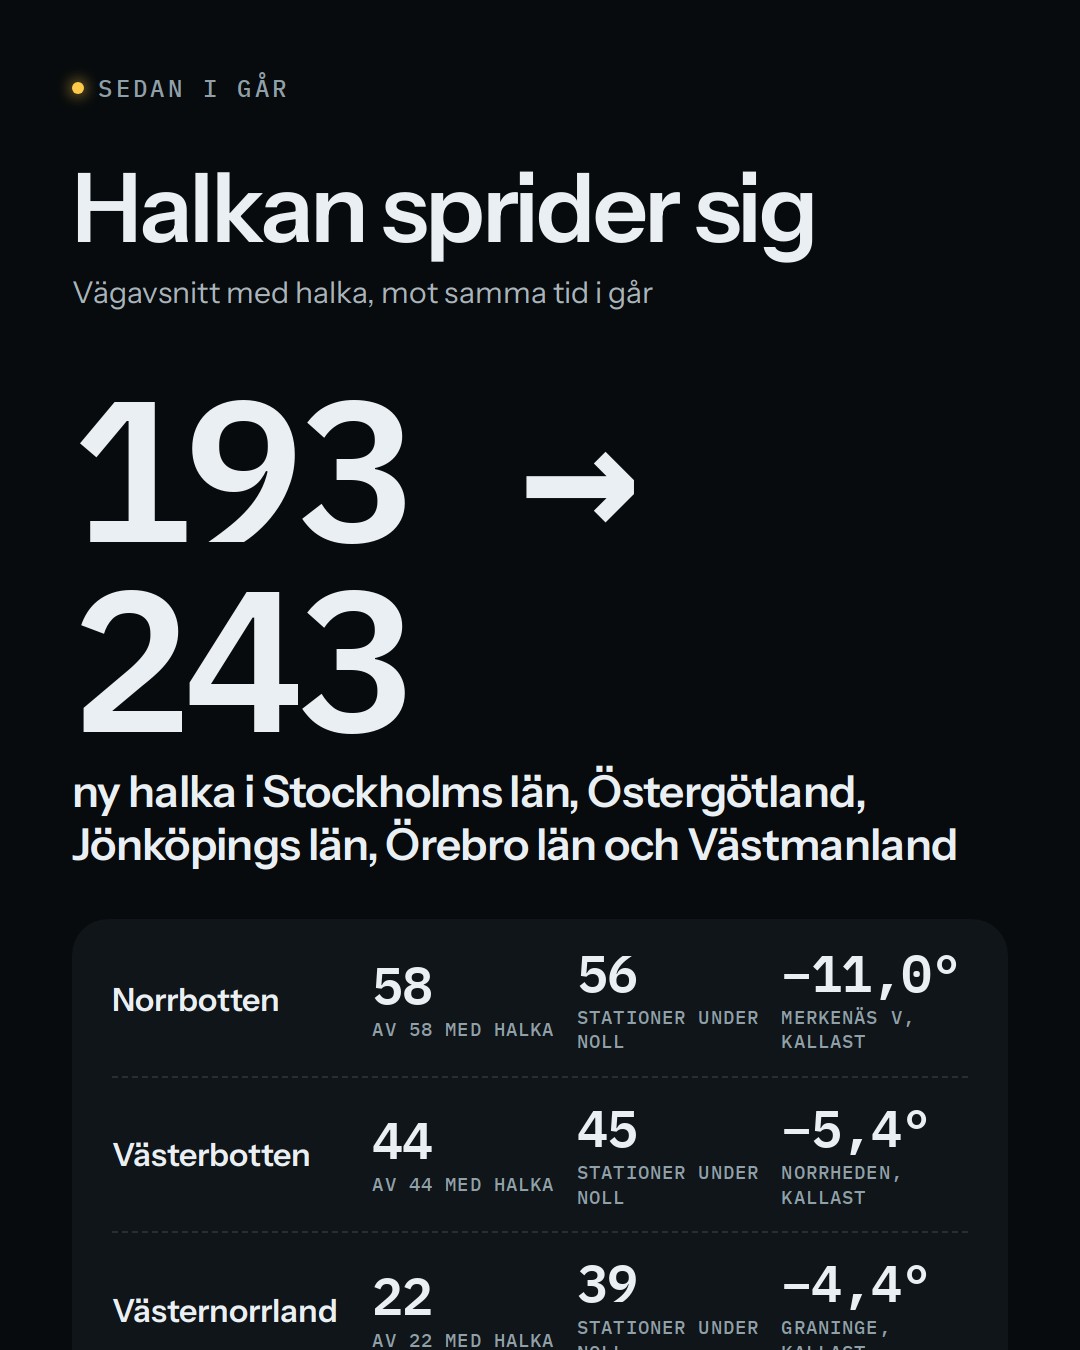 SEDAN I GÅR
Halkan sprider sig
Vägavsnitt med halka, mot samma tid i går
193 →
243
ny halka i Stockholms län, Östergötland,
Jönköpings län, Örebro län och Västmanland
Norrbotten
58
AV 58 MED HALKA
56
STATIONER UNDER
NOLL
−11,0°
MERKENÄS V,
KALLAST
Västerbotten
44
AV 44 MED HALKA
45
STATIONER UNDER
NOLL
−5,4°
NORRHEDEN,
KALLAST
Västernorrland
22
AV 22 MED HALKA
39
STATIONER UNDER
−4,4°
GRANINGE,